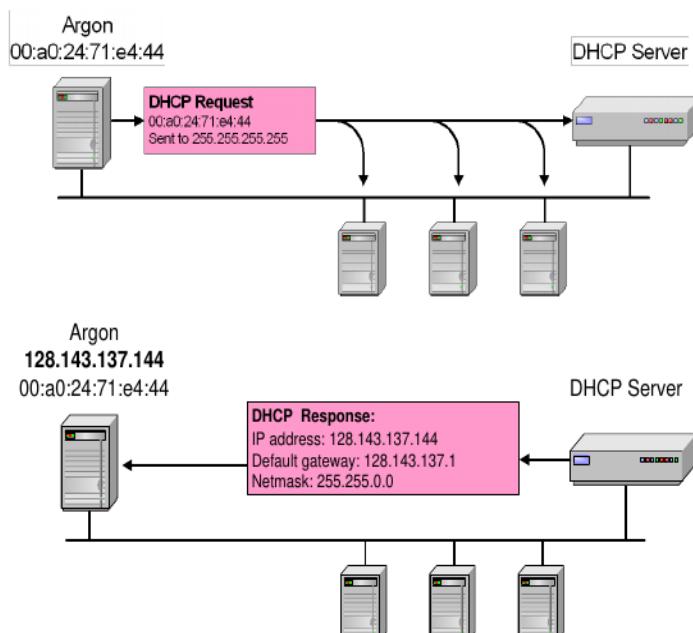 Argon
00:a0:24:71:e4:44
DHCP Server
DHCP Request
00:a0:24:71:e4:44
Sent to 255.255.255.255
Argon
128.143.137.144
00:a0:24:71:e4:44
DHCP Server
DHCP Response:
IP address: 128.143.137.144
Default gateway: 128.143.137.1
Netmask: 255.255.0.0